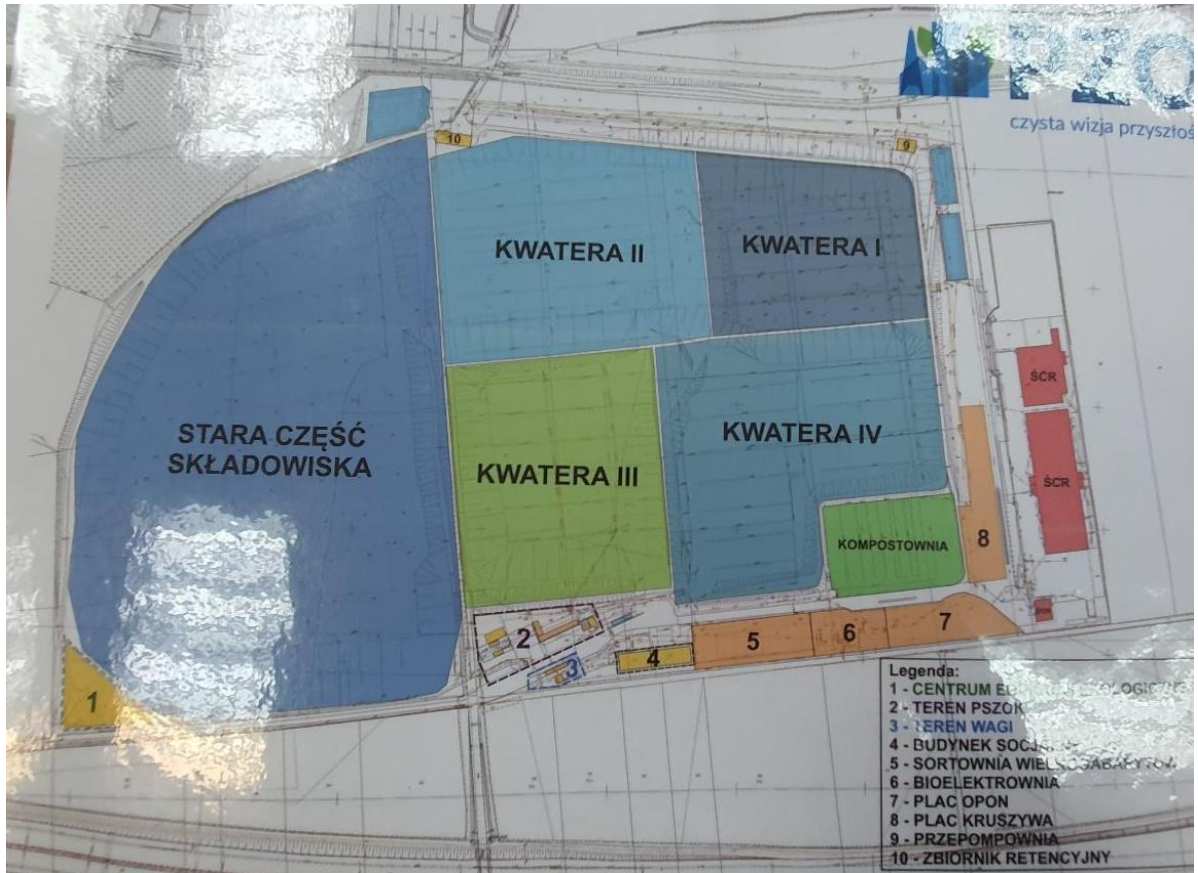 czysta wizja
10
9
KWATERA II
KWATERA I
STARA CZĘŚĆ
SKŁADOWISKA
KWATERA III
KWATERA IV
KOMPOSTOWNIA
ŚCR
ŚCR
8
7
6
5
4
3
2
1
Legenda:
1 - CENTRUM
2 - TEREN PSZOK
3 - TEREN WAGI
4 - BUDYNEK
5 - SORTOWNIA
6 - BIOELEKTROWNIA
7 - PLAC OPON
8 - PLAC KRUSZYWA
9 - PRZEPOMPOWNIA
10 - ZBIORNIK RETENCYJNY